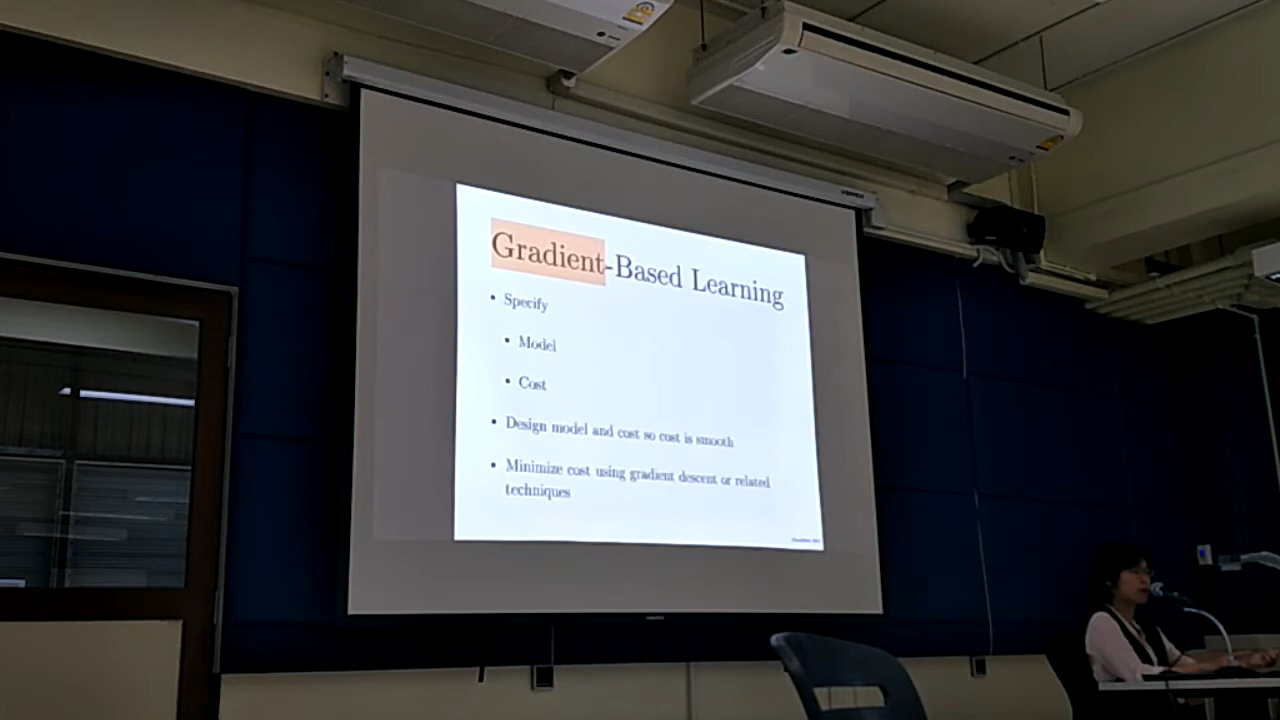 Gradient-Based Learning
• Specify
• Model
• Cost
• Design model and cost so cost is smooth
• Minimize cost using gradient descent or related
techniques